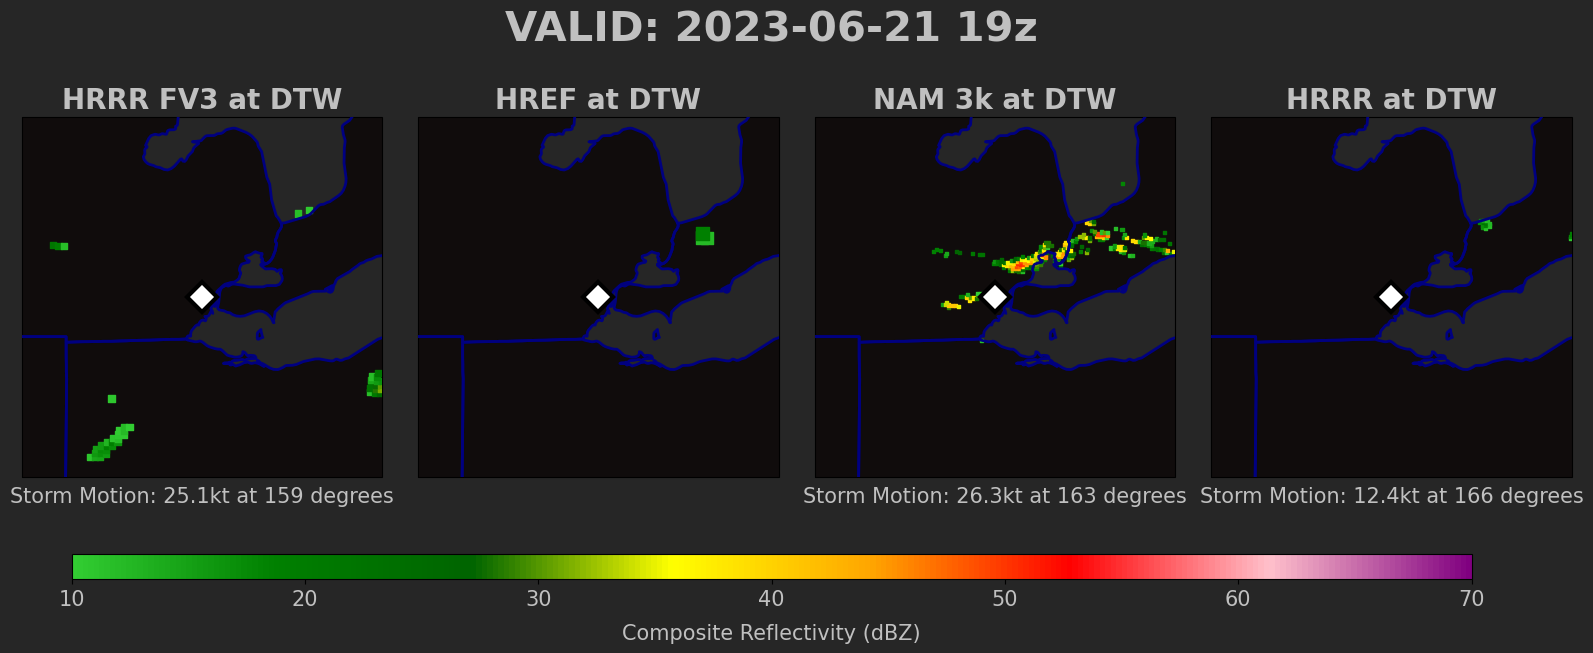 VALID: 2023-06-21 19z
HRRR FV3 at DTW
HREF at DTW
NAM 3k at DTW
HRRR at DTW
Storm Motion: 25.1kt at 159 degrees
Storm Motion: 26.3kt at 163 degrees
Storm Motion: 12.4kt at 166 degrees
10 20 30 40 50 60 70
Composite Reflectivity (dBZ)